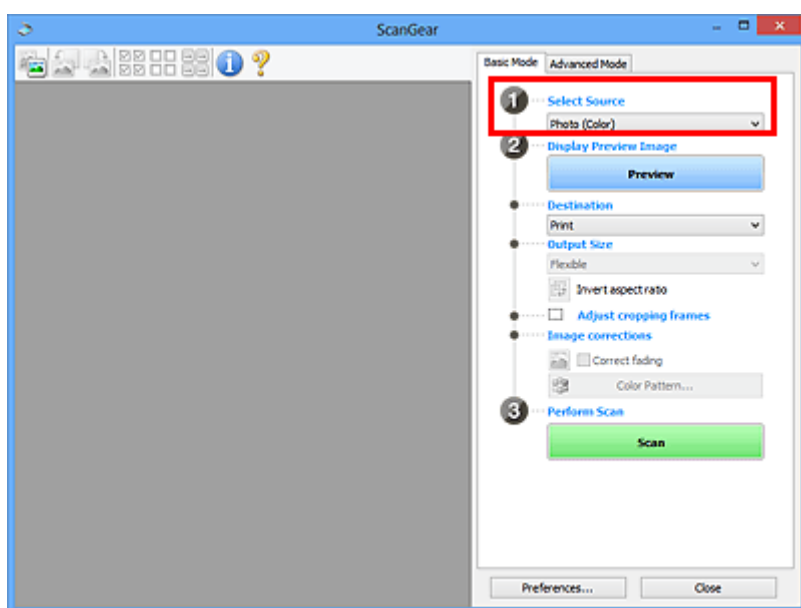 ScanGear
Basic Mode
Advanced Mode
1 Select Source
Photo (Color)
2 Display Preview Image
Preview
Destination
Print
Output Size
Flexible
Invert aspect ratio
Adjust cropping frames
Image corrections
Correct fading
Color Pattern...
3 Perform Scan
Scan
Preferences...
Close